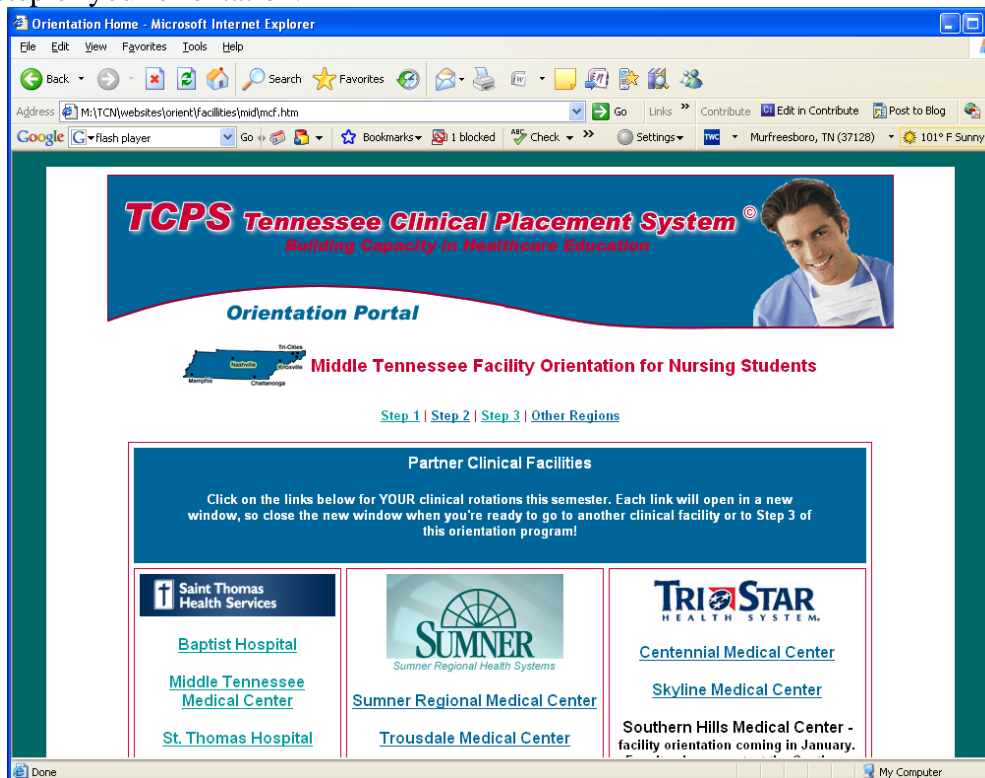 Orientation Home - Microsoft Internet Explorer
File Edit View Favorites Tools Help
Back Search Favorites
Address M:\TCN\websites\orient\facilities\mid\mcf.htm Go Links » Contribute Edit in Contribute Post to Blog
Google flash player Go Bookmarks 1 blocked Check » Settings TWC Murfreesboro, TN (37128) 101° F Sunny
TCPS Tennessee Clinical Placement System ©
Building Capacity in Healthcare Education
Orientation Portal
Tri-Cities
Nashville Knoxville
Memphis Chattanooga
Middle Tennessee Facility Orientation for Nursing Students
Step 1 | Step 2 | Step 3 | Other Regions
Partner Clinical Facilities
Click on the links below for YOUR clinical rotations this semester. Each link will open in a new
window, so close the new window when you're ready to go to another clinical facility or to Step 3 of
this orientation program!
Saint Thomas
Health Services
Baptist Hospital
Middle Tennessee
Medical Center
St. Thomas Hospital
SUMNER
Sumner Regional Health Systems
Sumner Regional Medical Center
Trousdale Medical Center
TRISTAR
HEALTH SYSTEM.
Centennial Medical Center
Skyline Medical Center
Southern Hills Medical Center -
facility orientation coming in January.
Done My Computer